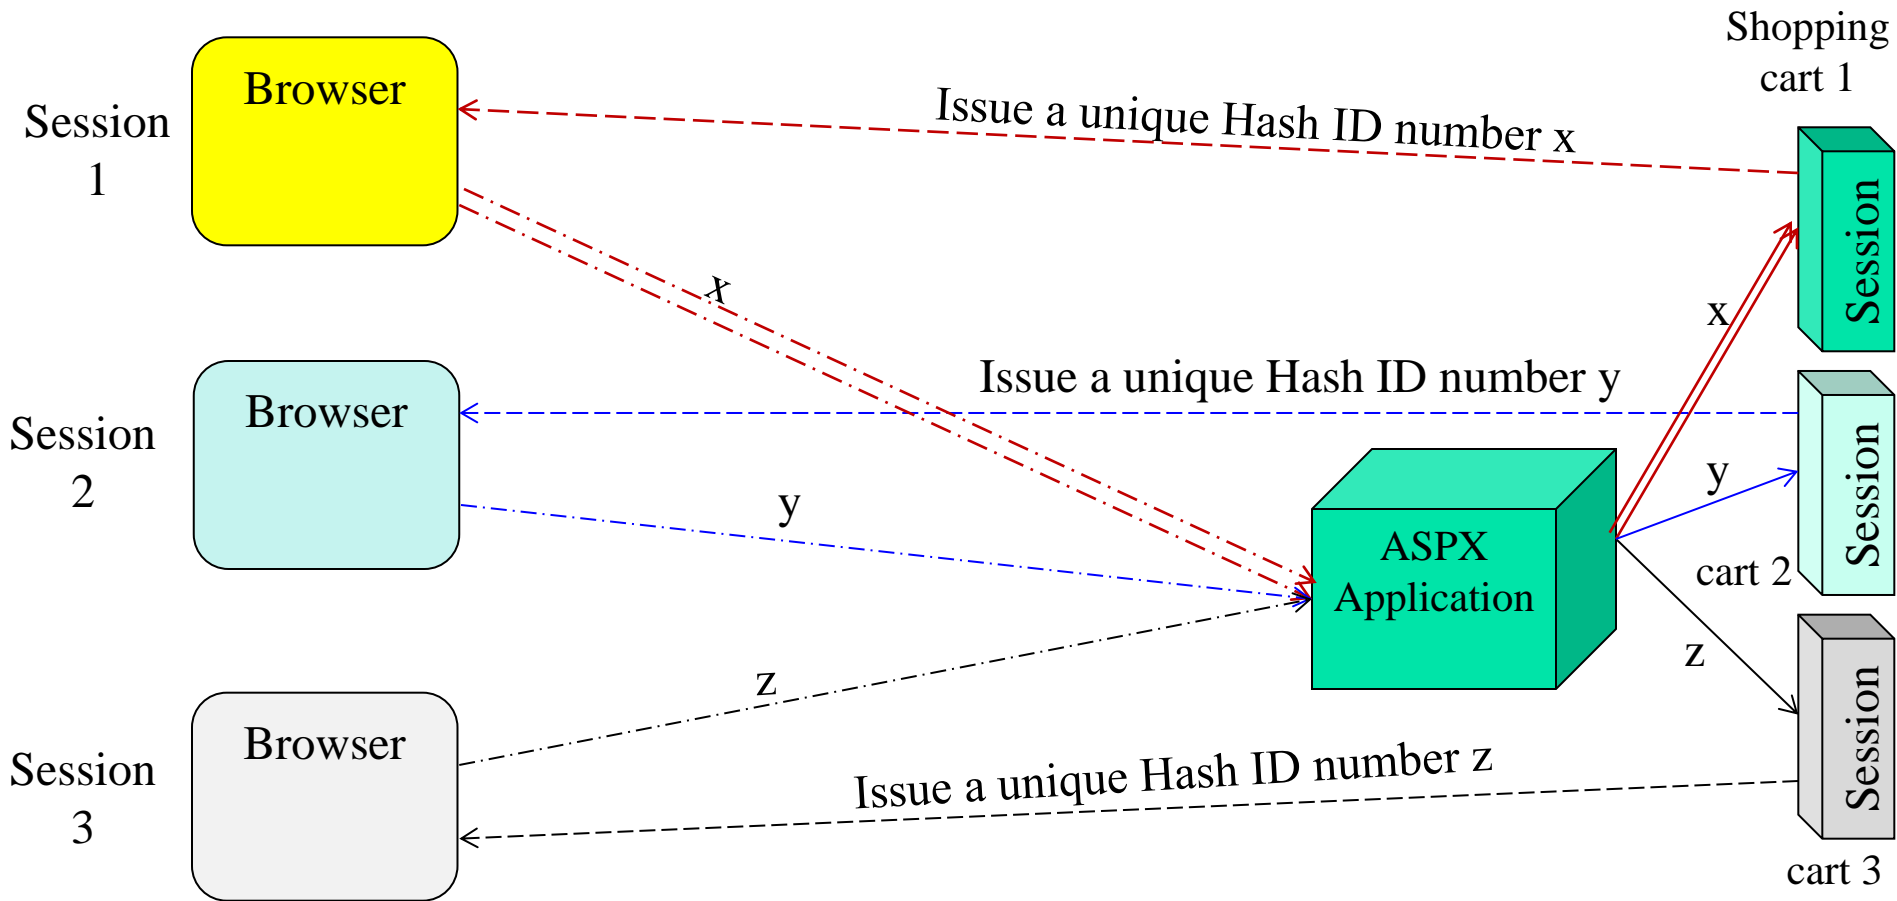 Shopping
cart 1
Browser
Session
1
Issue a unique Hash ID number x
Session
x
x
Issue a unique Hash ID number y
Browser
Session
2
y
y
Session
ASPX
Application
cart 2
z
z
Browser
Session
3
Issue a unique Hash ID number z
Session
cart 3